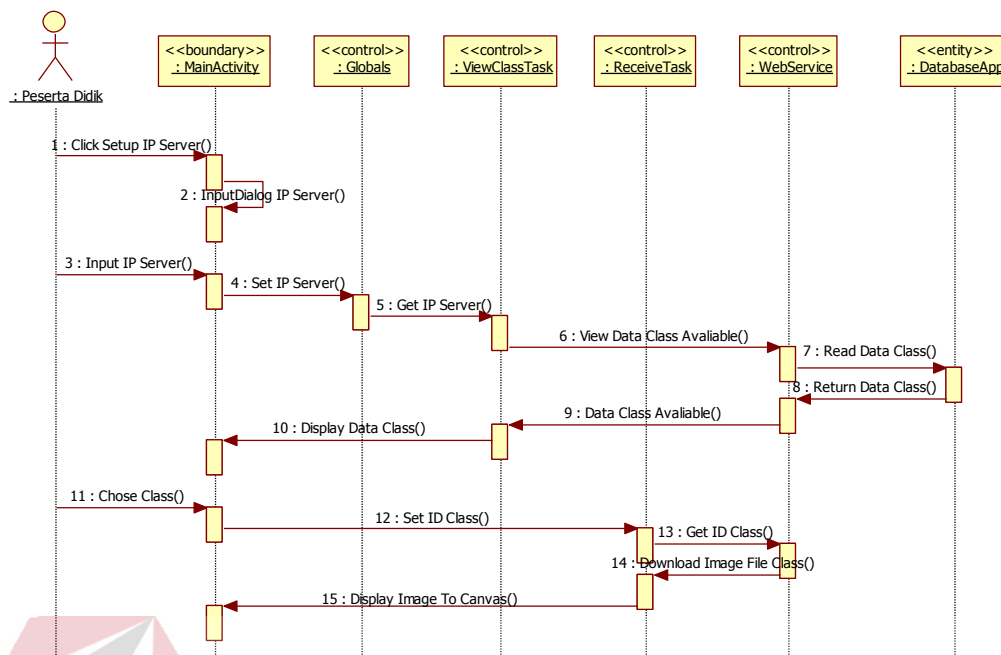 <<boundary>>
: MainActivity
<<control>>
: Globals
<<control>>
: ViewClassTask
<<control>>
: ReceiveTask
<<control>>
: WebService
<<entity>>
: DatabaseApp
: Peserta Didik
1 : Click Setup IP Server()
2 : InputDialog IP Server()
3 : Input IP Server()
4 : Set IP Server()
5 : Get IP Server()
6 : View Data Class Avaliable()
7 : Read Data Class()
8 : Return Data Class()
9 : Data Class Avaliable()
10 : Display Data Class()
11 : Chose Class()
12 : Set ID Class()
13 : Get ID Class()
14 : Download Image File Class()
15 : Display Image To Canvas()